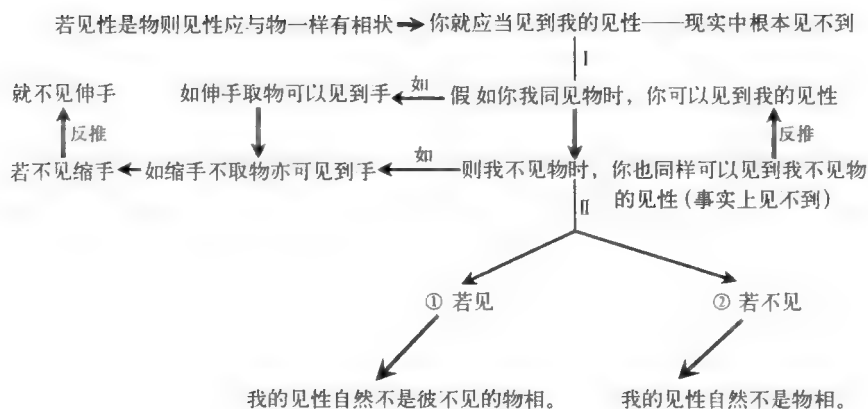 若见性是物则见性应与物一样有相状 你就应当见到我的见性——现实中根本见不到
I
就不见伸手 如伸手取物可以见到手 如 假如你我同见物时，你可以见到我的见性
反推 反推
若不见缩手 如缩手不取物亦可见到手 如 则我不见物时，你也同样可以见到我不见物
的见性(事实上见不到)
II
① 若见 ② 若不见
我的见性自然不是彼不见的物相。 我的见性自然不是物相。